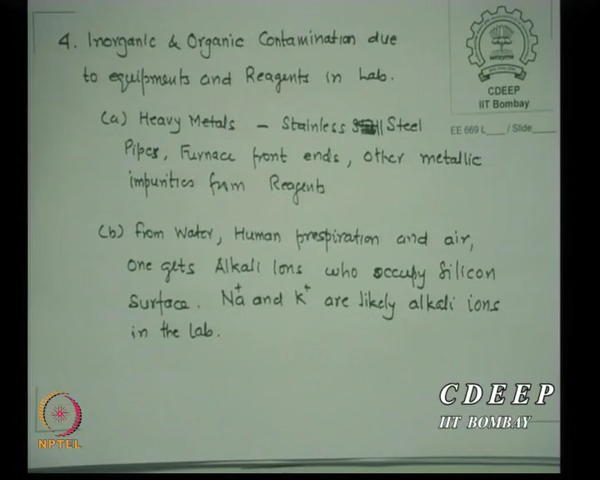 4. Inorganic & Organic Contamination due
to equipments and Reagents in Lab.
(a) Heavy Metals - Stainless Steel
Pipes, Furnace front ends, other metallic
impurities from Reagents
(b) from Water, Human prespiration and air,
one gets Alkali Ions who occupy Silicon
Surface. Na+ and K+ are likely alkali ions
in the lab.
CDEEP
IIT Bombay
EE 669 L___/ Slide___
CDEEP
IIT BOMBAY
NPTEL